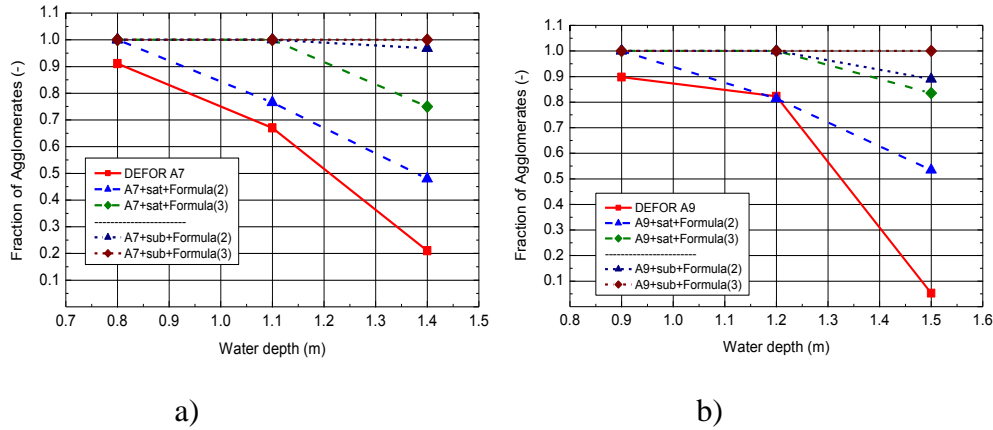 1.1
1.0
0.9
0.8
0.7
0.6
0.5
0.4
0.3
0.2
0.1
Fraction of Agglomerates (-)
DEFOR A7
A7+sat+Formula(2)
A7+sat+Formula(3)
-----------------------
A7+sub+Formula(2)
A7+sub+Formula(3)
0.7 0.8 0.9 1.0 1.1 1.2 1.3 1.4 1.5
Water depth (m)
a)
1.1
1.0
0.9
0.8
0.7
0.6
0.5
0.4
0.3
0.2
0.1
Fraction of Agglomerates (-)
DEFOR A9
A9+sat+Formula(2)
A9+sat+Formula(3)
-----------------------
A9+sub+Formula(2)
A9+sub+Formula(3)
0.8 0.9 1.0 1.1 1.2 1.3 1.4 1.5 1.6
Water depth (m)
b)